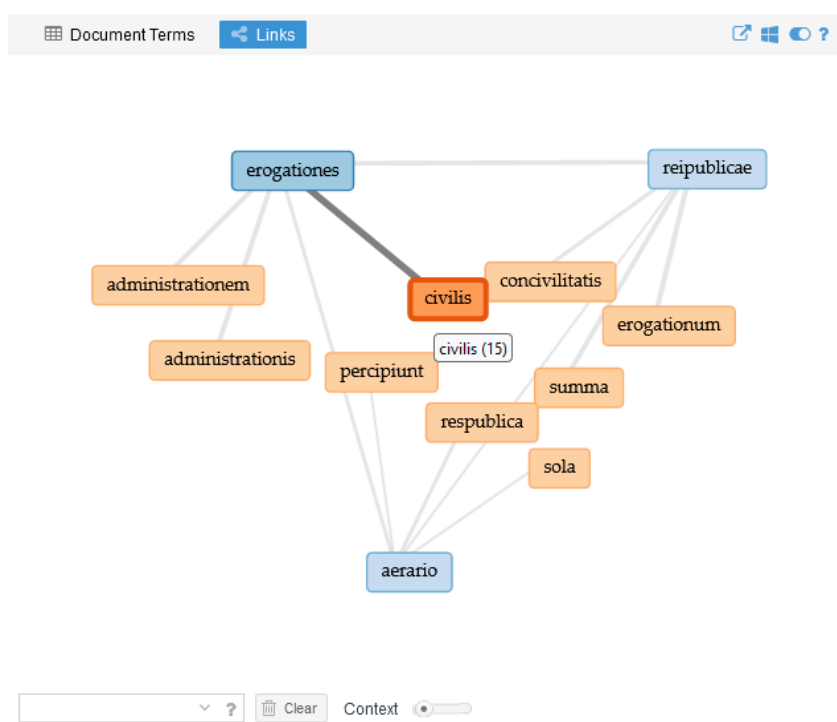 Document Terms Links ?
erogationes
reipublicae
administrationem
concivilitatis
civilis
erogationum
civilis (15)
administrationis
percipiunt
summa
respublica
sola
aerario
? Clear Context